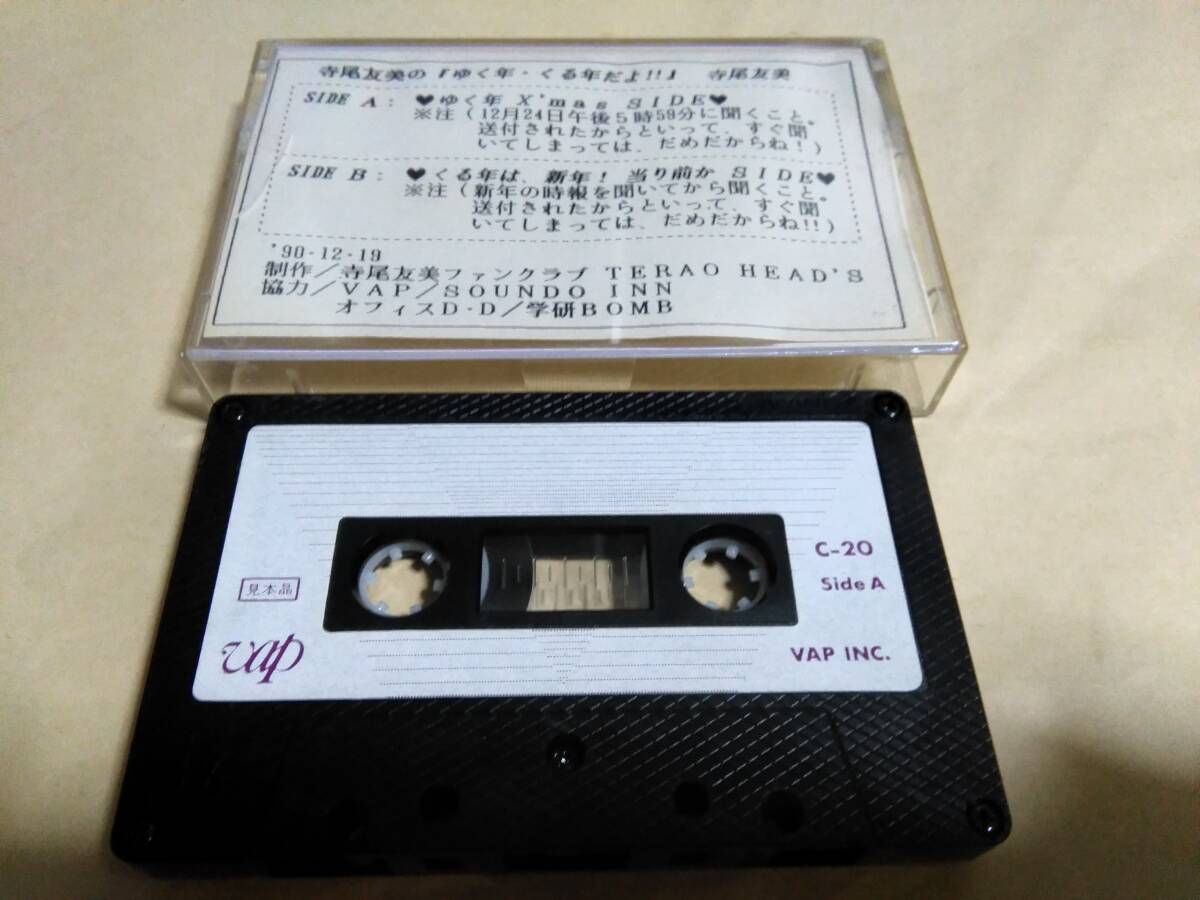 寺尾友美の『ゆく年・くる年だよ!!』 寺尾友美
SIDE A: ♥ゆく年 X'mas SIDE♥
※注(12月24日午後5時59分に聞くこと。
送付されたからといって、すぐ聞
いてしまっては、だめだからね!)
SIDE B: ♥くる年は、新年! 当り前か SIDE♥
※注(新年の時報を聞いてから聞くこと。
送付されたからといって、すぐ聞
いてしまっては、だめだからね!!)
'90・12・19
制作/寺尾友美ファンクラブ TERAO HEAD'S
協力/VAP/SOUNDO INN
オフィスD・D/学研BOMB
C-20
Side A
見本品
vap
VAP INC.